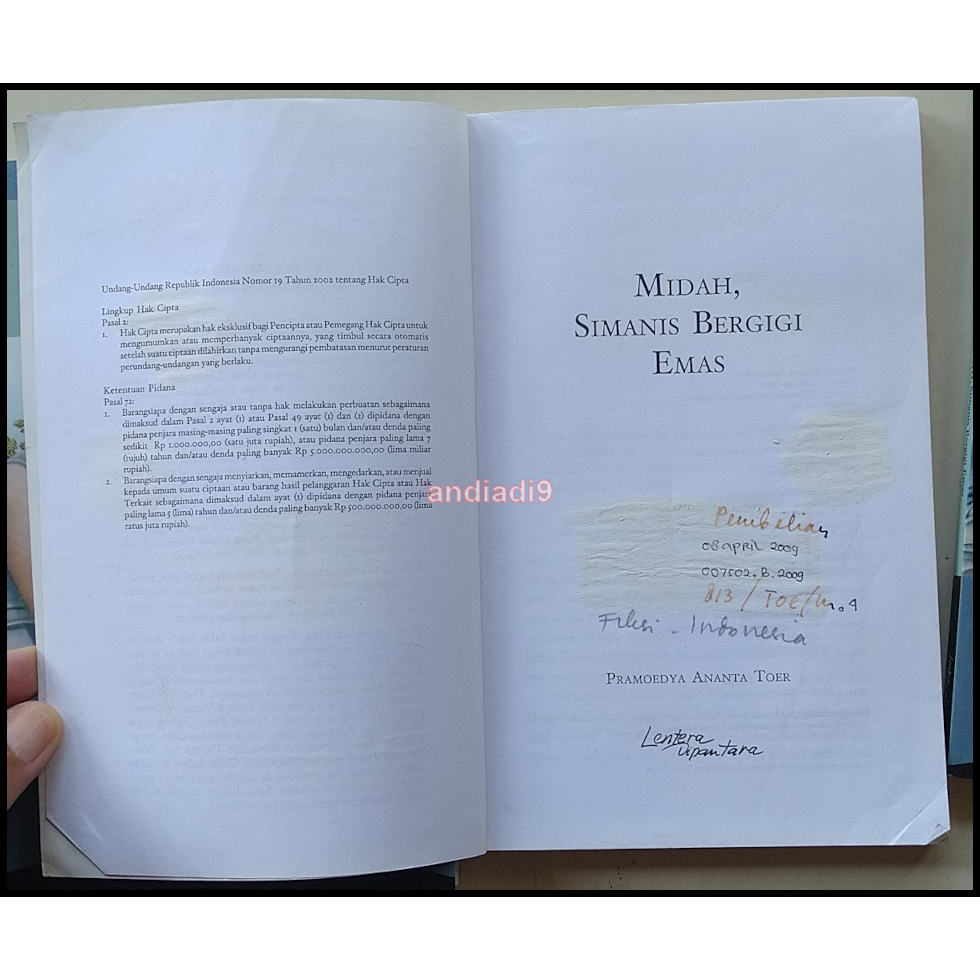 Undang-Undang Republik Indonesia Nomor 19 Tahun 2002 tentang Hak Cipta
Lingkup Hak Cipta
Pasal 2:
1. Hak Cipta merupakan hak eksklusif bagi Pencipta atau Pemegang Hak Cipta untuk
mengumumkan atau memperbanyak ciptaannya, yang timbul secara otomatis
setelah suatu ciptaan dilahirkan tanpa mengurangi pembatasan menurut peraturan
perundang-undangan yang berlaku.
Ketentuan Pidana
Pasal 72:
1. Barangsiapa dengan sengaja atau tanpa hak melakukan perbuatan sebagaimana
dimaksud dalam Pasal 2 ayat (1) atau Pasal 49 ayat (1) dan (2) dipidana dengan
pidana penjara masing-masing paling singkat 1 (satu) bulan dan/atau denda paling
sedikit Rp 1.000.000,00 (satu juta rupiah), atau pidana penjara paling lama 7
(tujuh) tahun dan/atau denda paling banyak Rp 5.000.000.000,00 (lima miliar
rupiah).
2. Barangsiapa dengan sengaja menyiarkan, memamerkan, mengedarkan, atau menjual
kepada umum suatu ciptaan atau barang hasil pelanggaran Hak Cipta atau Hak
Terkait sebagaimana dimaksud dalam ayat (1) dipidana dengan pidana penjara
paling lama 5 (lima) tahun dan/atau denda paling banyak Rp 500.000.000,00 (lima
ratus juta rupiah).
andiadi9
MIDAH,
SIMANIS BERGIGI
EMAS
Pembelian
08 April 2009
007502.B.2009
813 / Toe/m.9
Fiksi - Indonesia
PRAMOEDYA ANANTA TOER
Lentera
Dipantara